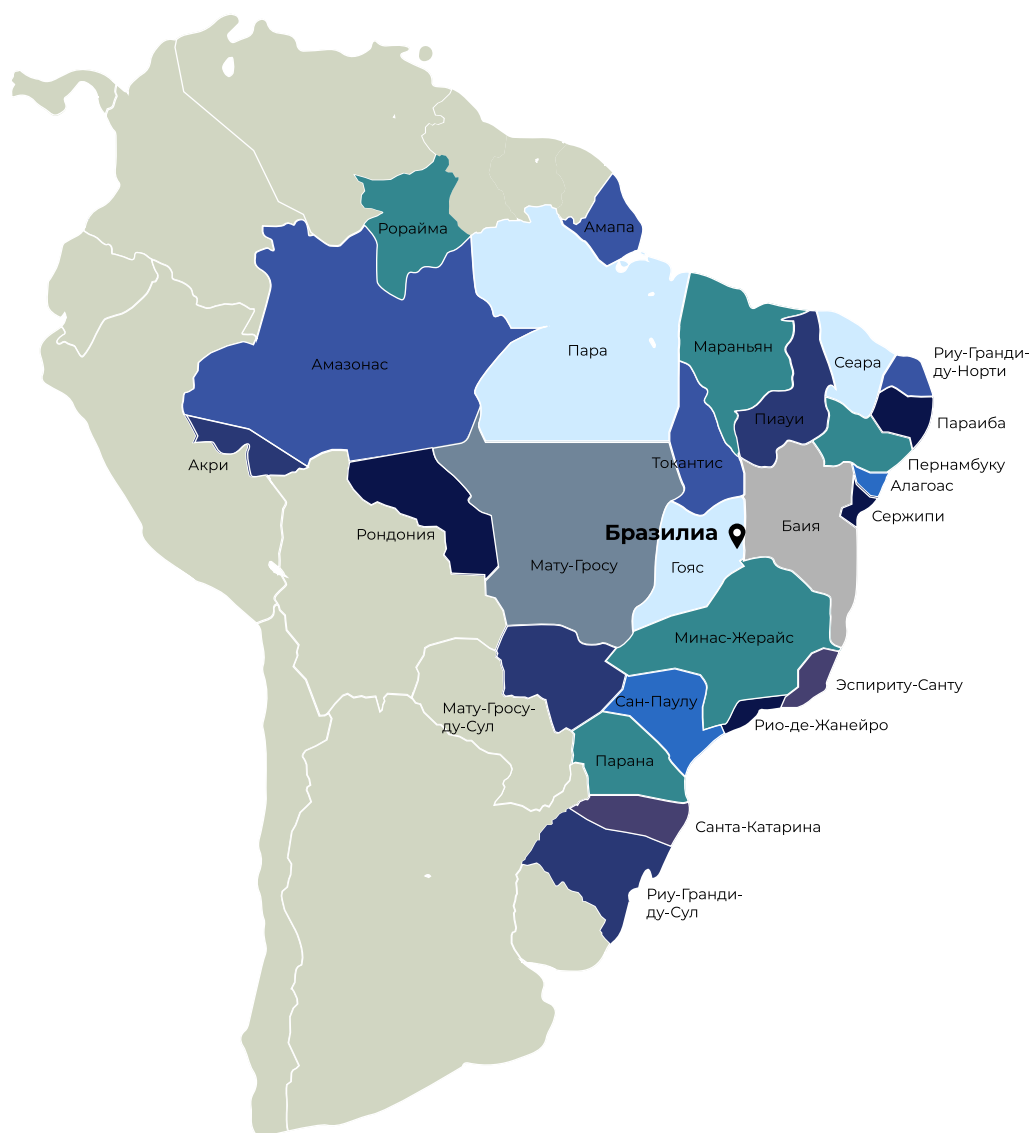 Рорайма
Амапа
Амазонас
Пара
Мараньян
Сеара
Риу-Гранди-
ду-Норти
Пиауи
Параиба
Акри
Токантис
Пернамбуку
Алагоас
Сержипи
Рондония
Бразилиа
Баия
Мату-Гросу
Гояс
Минас-Жерайс
Эспириту-Санту
Мату-Гросу-
ду-Сул
Сан-Паулу
Рио-де-Жанейро
Парана
Санта-Катарина
Риу-Гранди-
ду-Сул